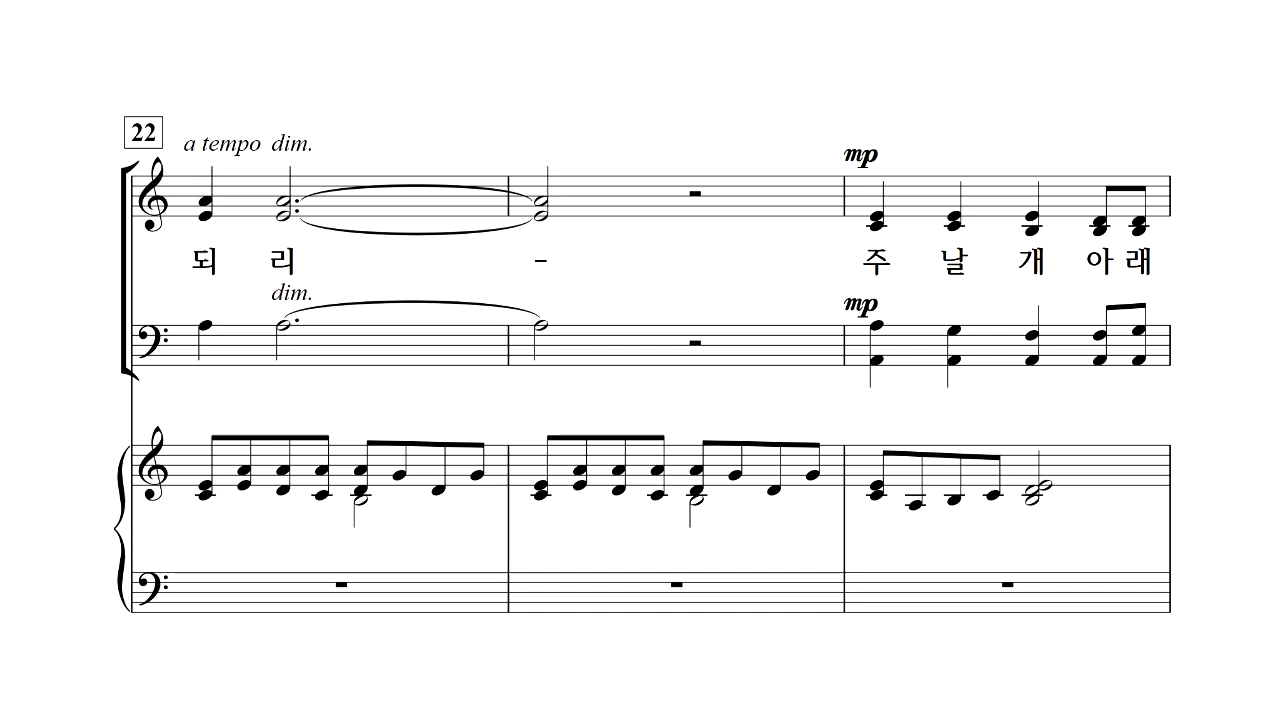 22
a tempo dim.
mp
되 리 - 주 날 개 아 래
dim.
mp